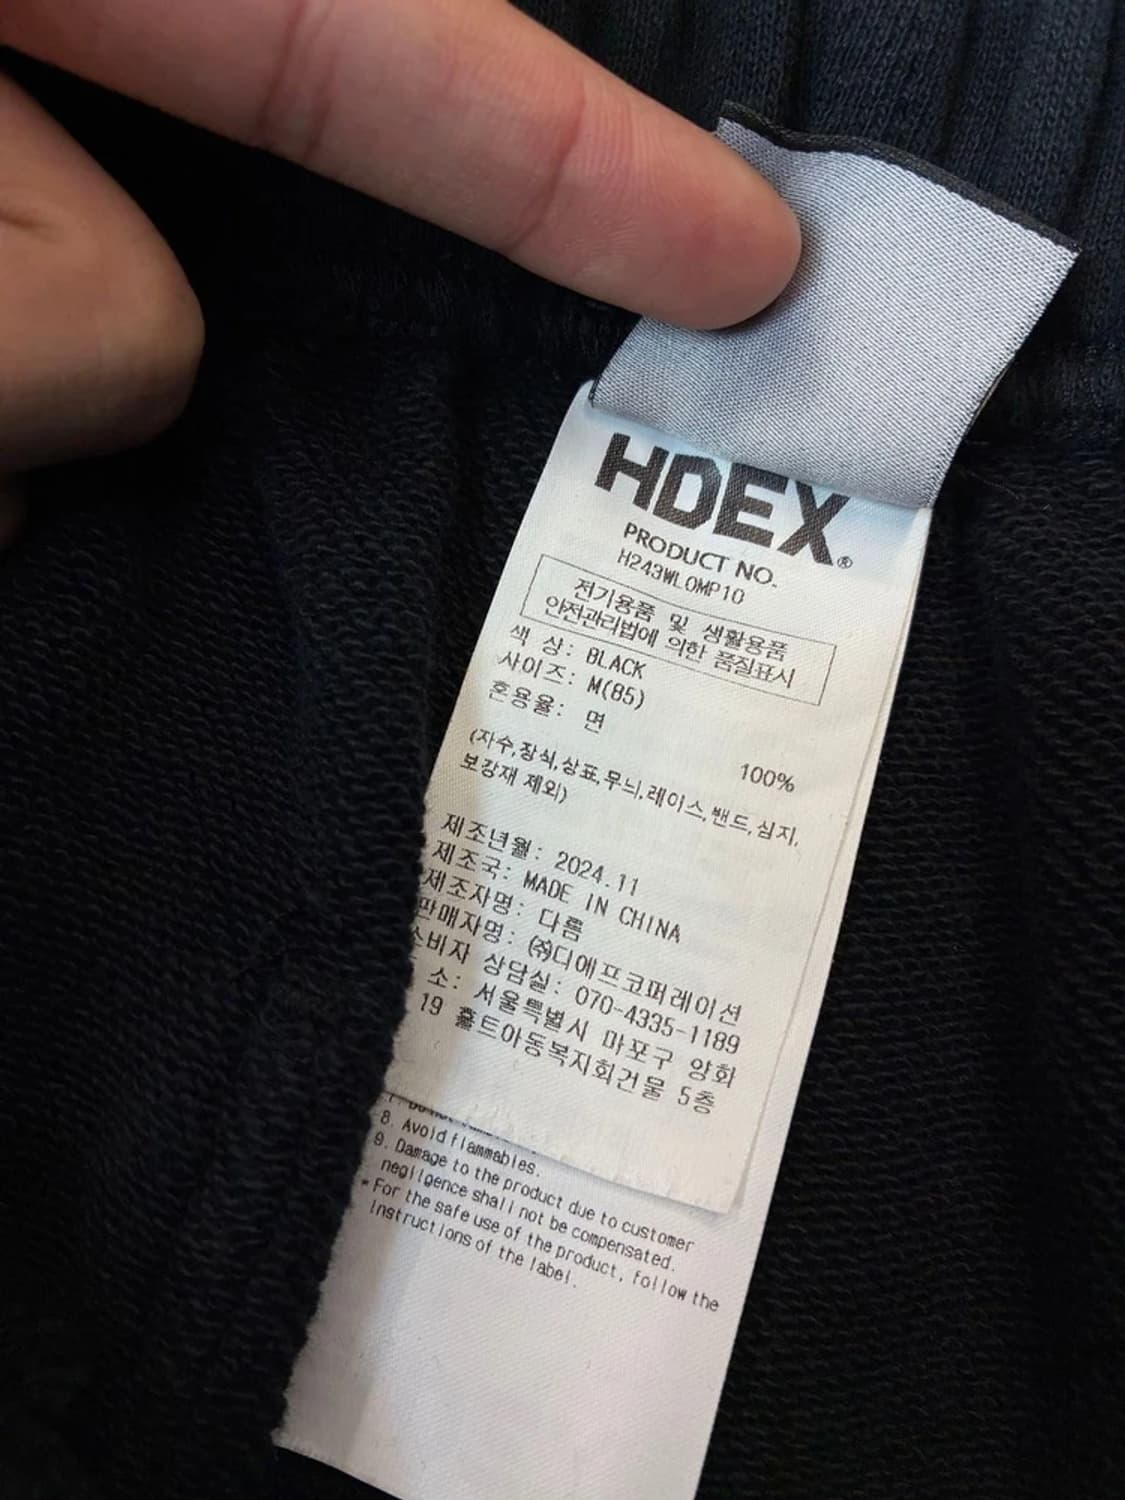 HDEX®
PRODUCT NO.
H243WLOMP10
전기용품 및 생활용품
안전관리법에 의한 품질표시
색 상: BLACK
사이즈: M(85)
혼용율: 면
100%
(자수,장식,상표,무늬,레이스,밴드,심지,
보강재 제외)
제조년월: 2024.11
제조국: MADE IN CHINA
제조자명: 다름
판매자명: ㈜디에프코퍼레이션
소비자 상담실: 070-4335-1189
소: 서울특별시 마포구 양화
19 홀트아동복지회건물 5층
8. Avoid flammables.
9. Damage to the product due to customer
negligence shall not be compensated.
* For the safe use of the product, follow the
instructions of the label.